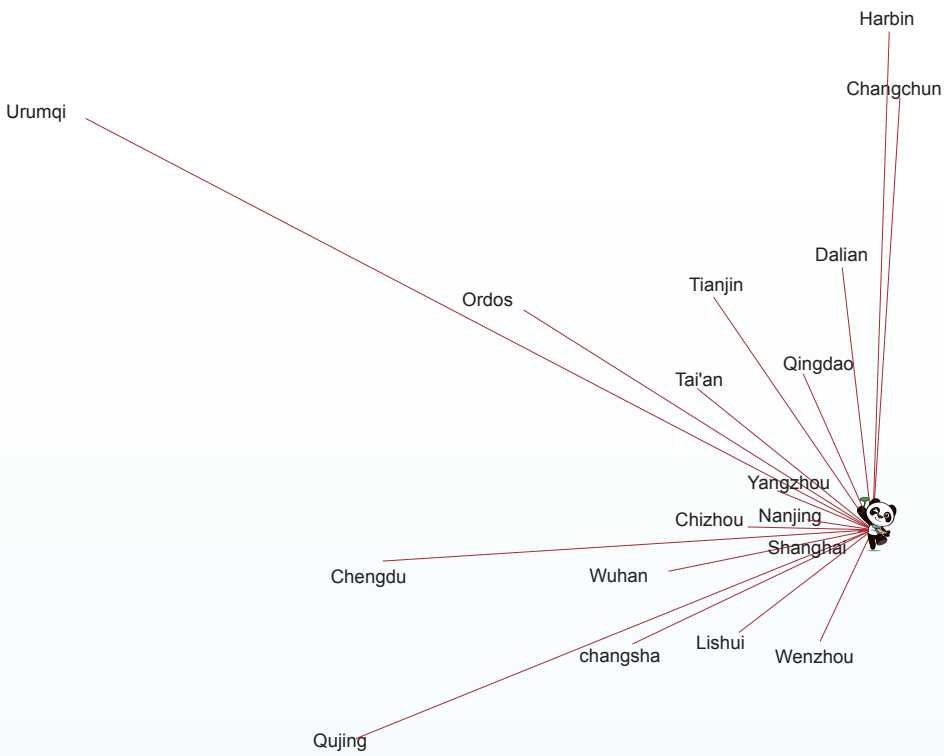 Harbin
Changchun
Urumqi
Dalian
Tianjin
Ordos
Qingdao
Tai'an
Yangzhou
Nanjing
Chizhou
Shanghai
Chengdu
Wuhan
Lishui
changsha
Wenzhou
Qujing